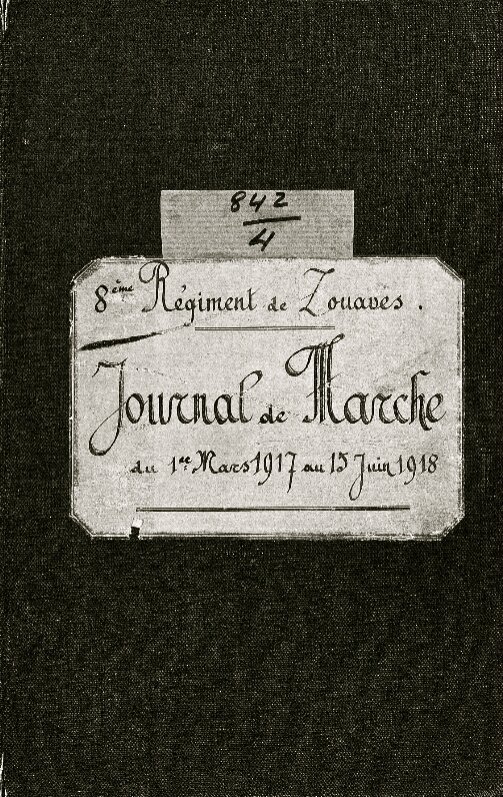 842
4
8ème Régiment de Zouaves.
Journal de Marche
du 1er Mars 1917 au 15 Juin 1918